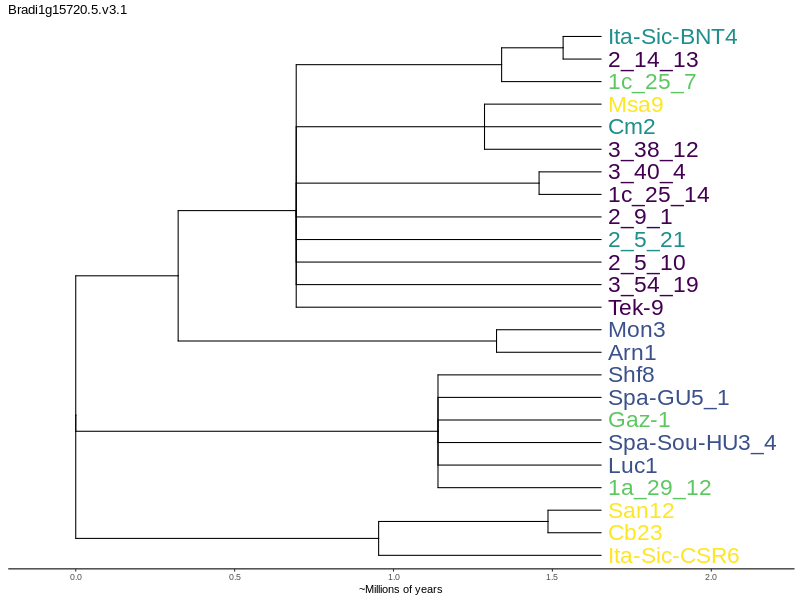 Bradi1g15720.5.v3.1
Ita-Sic-BNT4
2_14_13
1c_25_7
Msa9
Cm2
3_38_12
3_40_4
1c_25_14
2_9_1
2_5_21
2_5_10
3_54_19
Tek-9
Mon3
Arn1
Shf8
Spa-GU5_1
Gaz-1
Spa-Sou-HU3_4
Luc1
1a_29_12
San12
Cb23
Ita-Sic-CSR6
0.0 0.5 1.0 1.5 2.0
~Millions of years